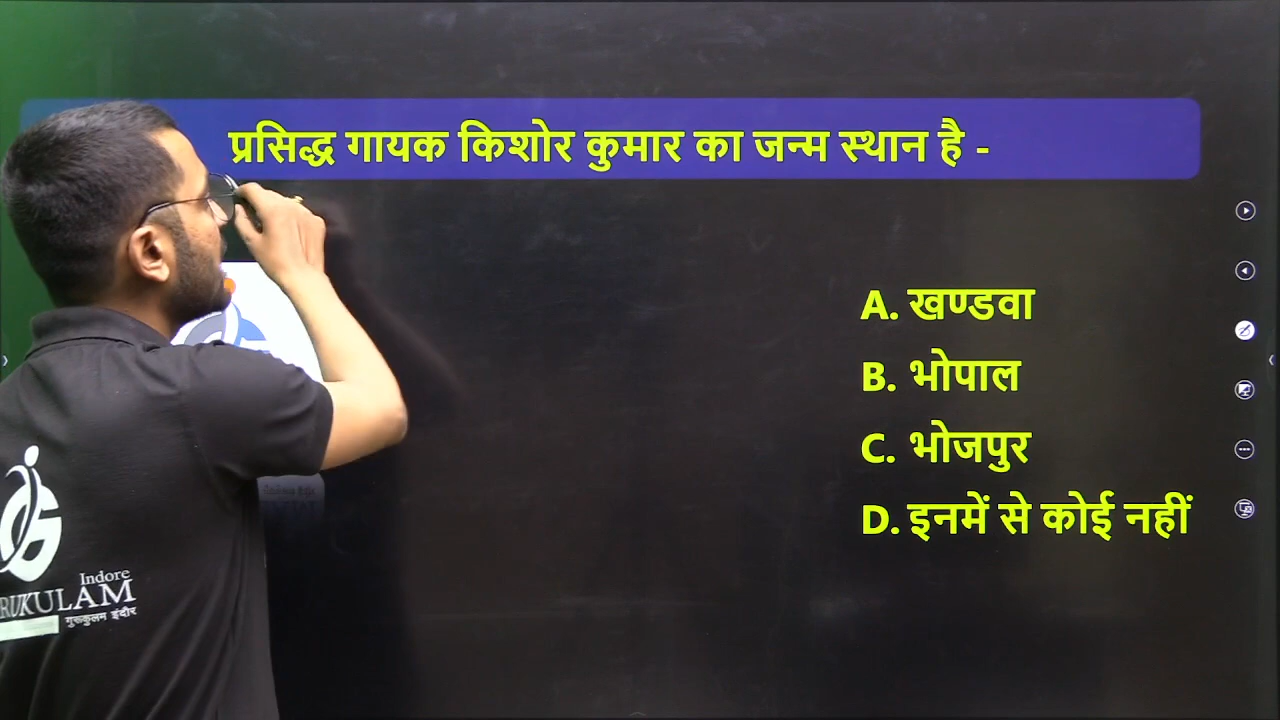 प्रसिद्ध गायक किशोर कुमार का जन्म स्थान है -
A. खण्डवा
B. भोपाल
C. भोजपुर
D. इनमें से कोई नहीं
Indore
RUKULAM
गुरुकुलम इंदौर